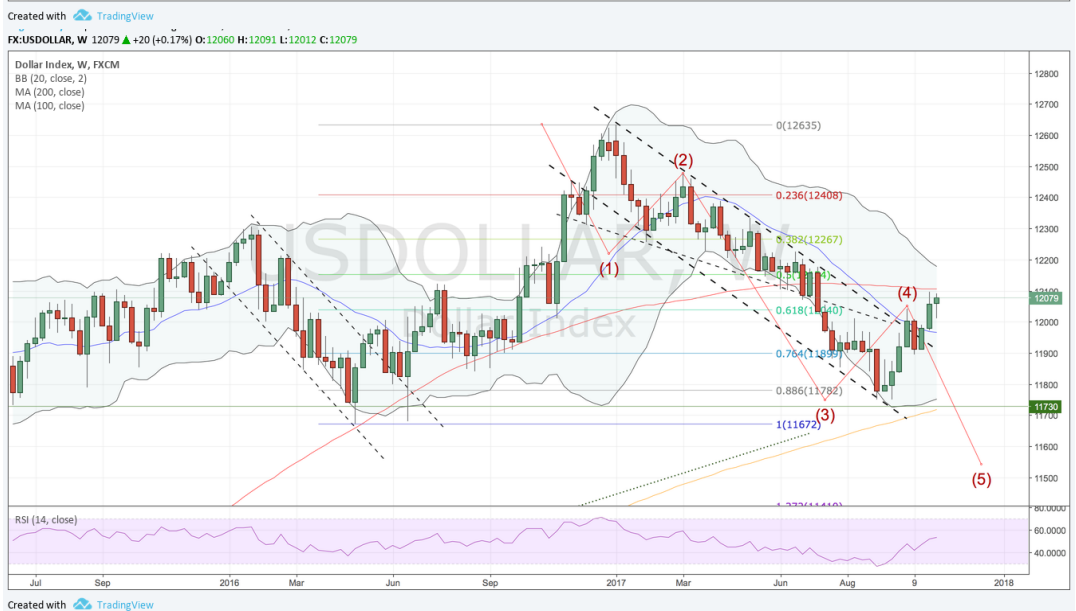 Created with TradingView
FX:USDOLLAR, W 12079 ▲ +20 (+0.17%) O:12060 H:12091 L:12012 C:12079
Dollar Index, W, FXCM
BB (20, close, 2)
MA (200, close)
MA (100, close)
USDOLLAR, W
Dollar Index
12800
12700
12600
12500
12400
12300
12200
12100
12079
12000
11900
11800
11730
11700
11600
11500
0(12635)
0.236(12408)
0.382(12267)
0.618(12040)
0.764(11899)
0.886(11782)
1(11672)
(1)
(2)
(3)
(4)
(5)
RSI (14, close)
80.0000
60.0000
40.0000
Jul Sep 2016 Mar Jun Sep 2017 Mar Jun Aug 9 2018
Created with TradingView